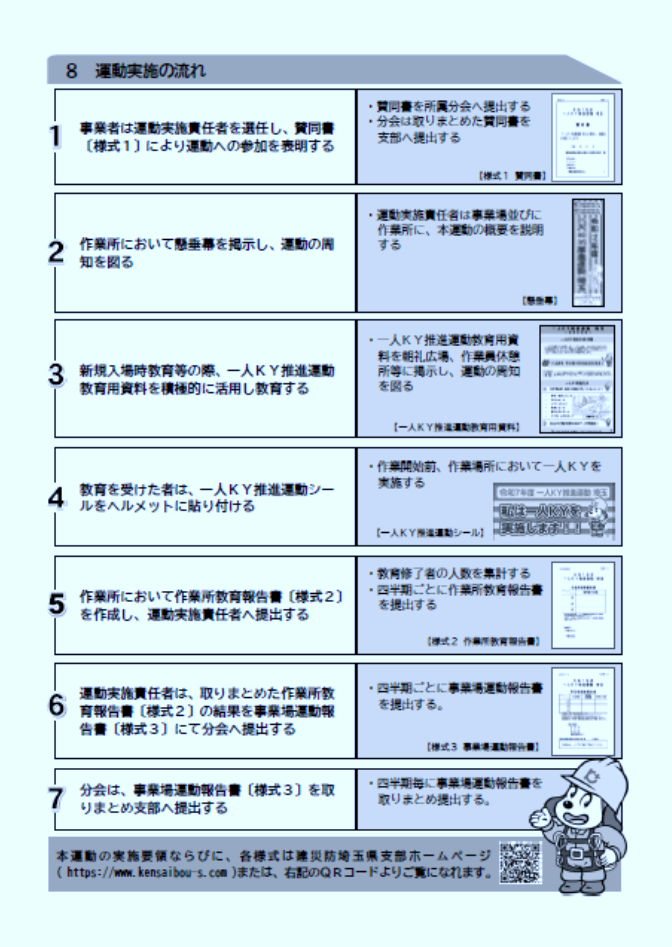 8 運動実施の流れ
1
事業者は運動実施責任者を選任し、賛同書
〔様式１〕により運動への参加を表明する
・賛同書を所属分会へ提出する
・分会は取りまとめた賛同書を
支部へ提出する
【様式１ 賛同書】
2
作業所において懸垂幕を掲示し、運動の周
知を図る
・運動実施責任者は事業場並びに
作業所に、本運動の概要を説明
する
【懸垂幕】
3
新規入場時教育等の際、一人ＫＹ推進運動
教育用資料を積極的に活用し教育する
・一人ＫＹ推進運動教育用資
料を朝礼広場、作業員休憩
所等に掲示し、運動の周知
を図る
【一人ＫＹ推進運動教育用資料】
4
教育を受けた者は、一人ＫＹ推進運動シー
ルをヘルメットに貼り付ける
・作業開始前、作業場所において一人ＫＹを
実施する
令和7年度 一人KY推進運動 埼玉
私は一人KYを
実施します！！
【一人ＫＹ推進運動シール】
5
作業所において作業所教育報告書〔様式２〕
を作成し、運動実施責任者へ提出する
・教育修了者の人数を集計する
・四半期ごとに作業所教育報告書
を提出する
【様式２ 作業所教育報告書】
6
運動実施責任者は、取りまとめた作業所教
育報告書〔様式２〕の結果を事業場運動報
告書〔様式３〕にて分会へ提出する
・四半期ごとに事業場運動報告書
を提出する。
【様式３ 事業場運動報告書】
7
分会は、事業場運動報告書〔様式３〕を取
りまとめ支部へ提出する
・四半期毎に事業場運動報告書を
取りまとめ提出する。
本運動の実施要領ならびに、各様式は建災防埼玉県支部ホームページ
( https://www.kensaibou-s.com )または、右記のＱＲコードよりご覧になれます。